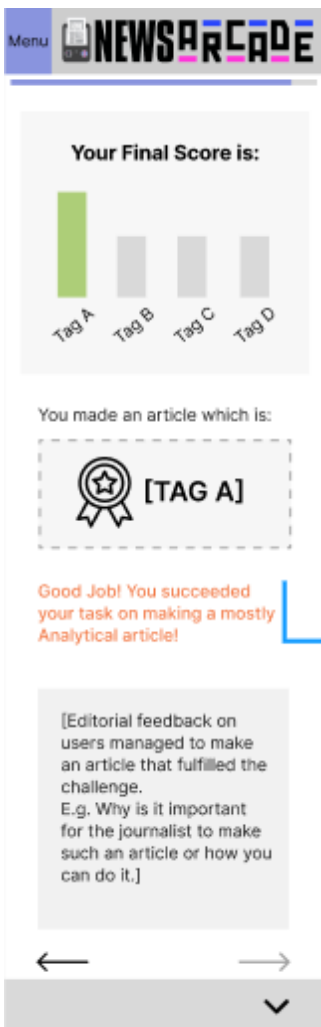 Menu
NEWSARCADE
Your Final Score is:
Tag A
Tag B
Tag C
Tag D
You made an article which is:
[TAG A]
Good Job! You succeeded
your task on making a mostly
Analytical article!
[Editorial feedback on
users managed to make
an article that fulfilled the
challenge.
E.g. Why is it important
for the journalist to make
such an article or how you
can do it.]